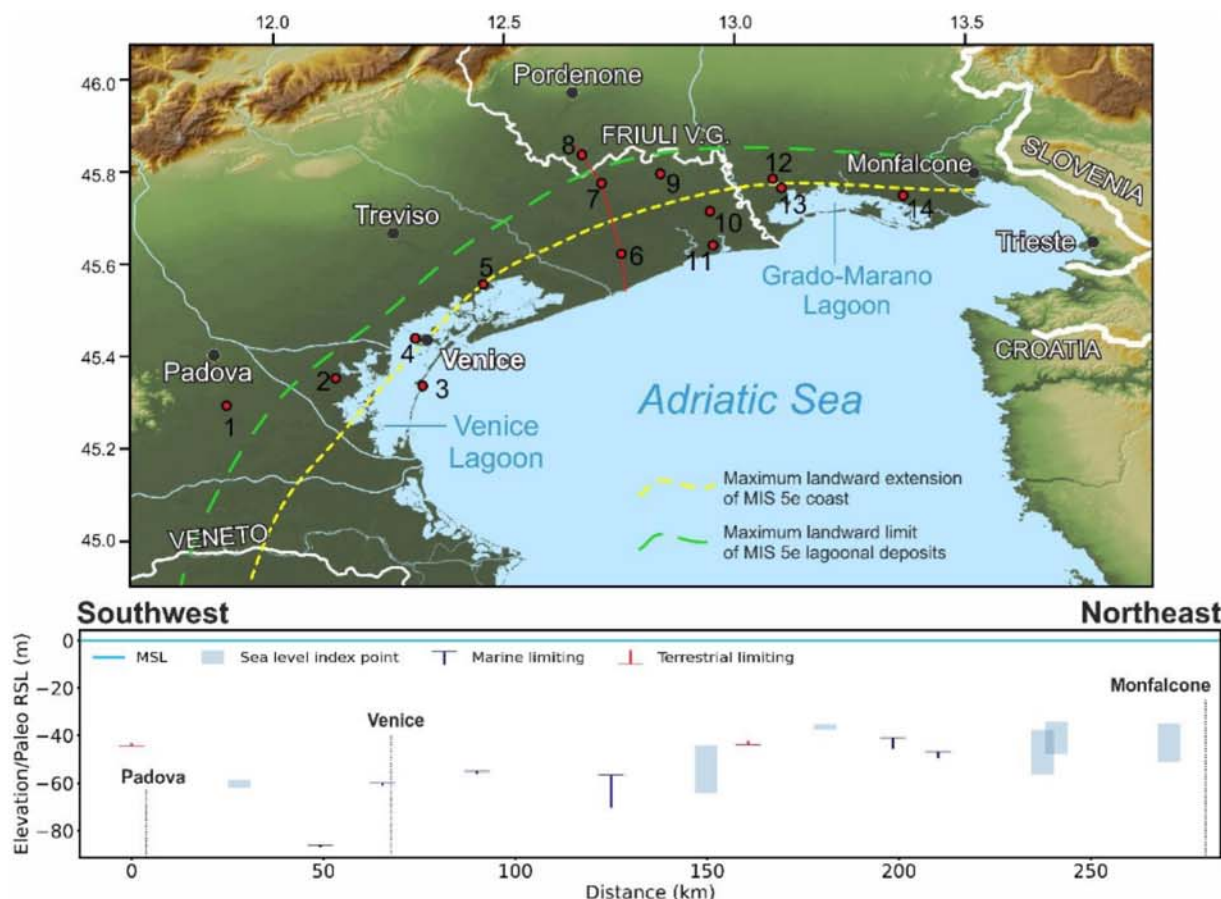 12.0 12.5 13.0 13.5
46.0
45.8
45.6
45.4
45.2
45.0
Pordenone
FRIULI V.G.
8
7
9
12
13
Monfalcone
SLOVENIA
14
Treviso
10
11
6
Trieste
5
Grado-Marano
Lagoon
4
Venice
CROATIA
Padova
2
3
1
Adriatic Sea
Venice
Lagoon
VENETO
Maximum landward extension
of MIS 5e coast
Maximum landward limit
of MIS 5e lagoonal deposits
Southwest Northeast
Elevation/Paleo RSL (m)
0
−20
−40
−60
−80
MSL Sea level index point Marine limiting Terrestrial limiting
Monfalcone
Venice
Padova
0 50 100 150 200 250
Distance (km)